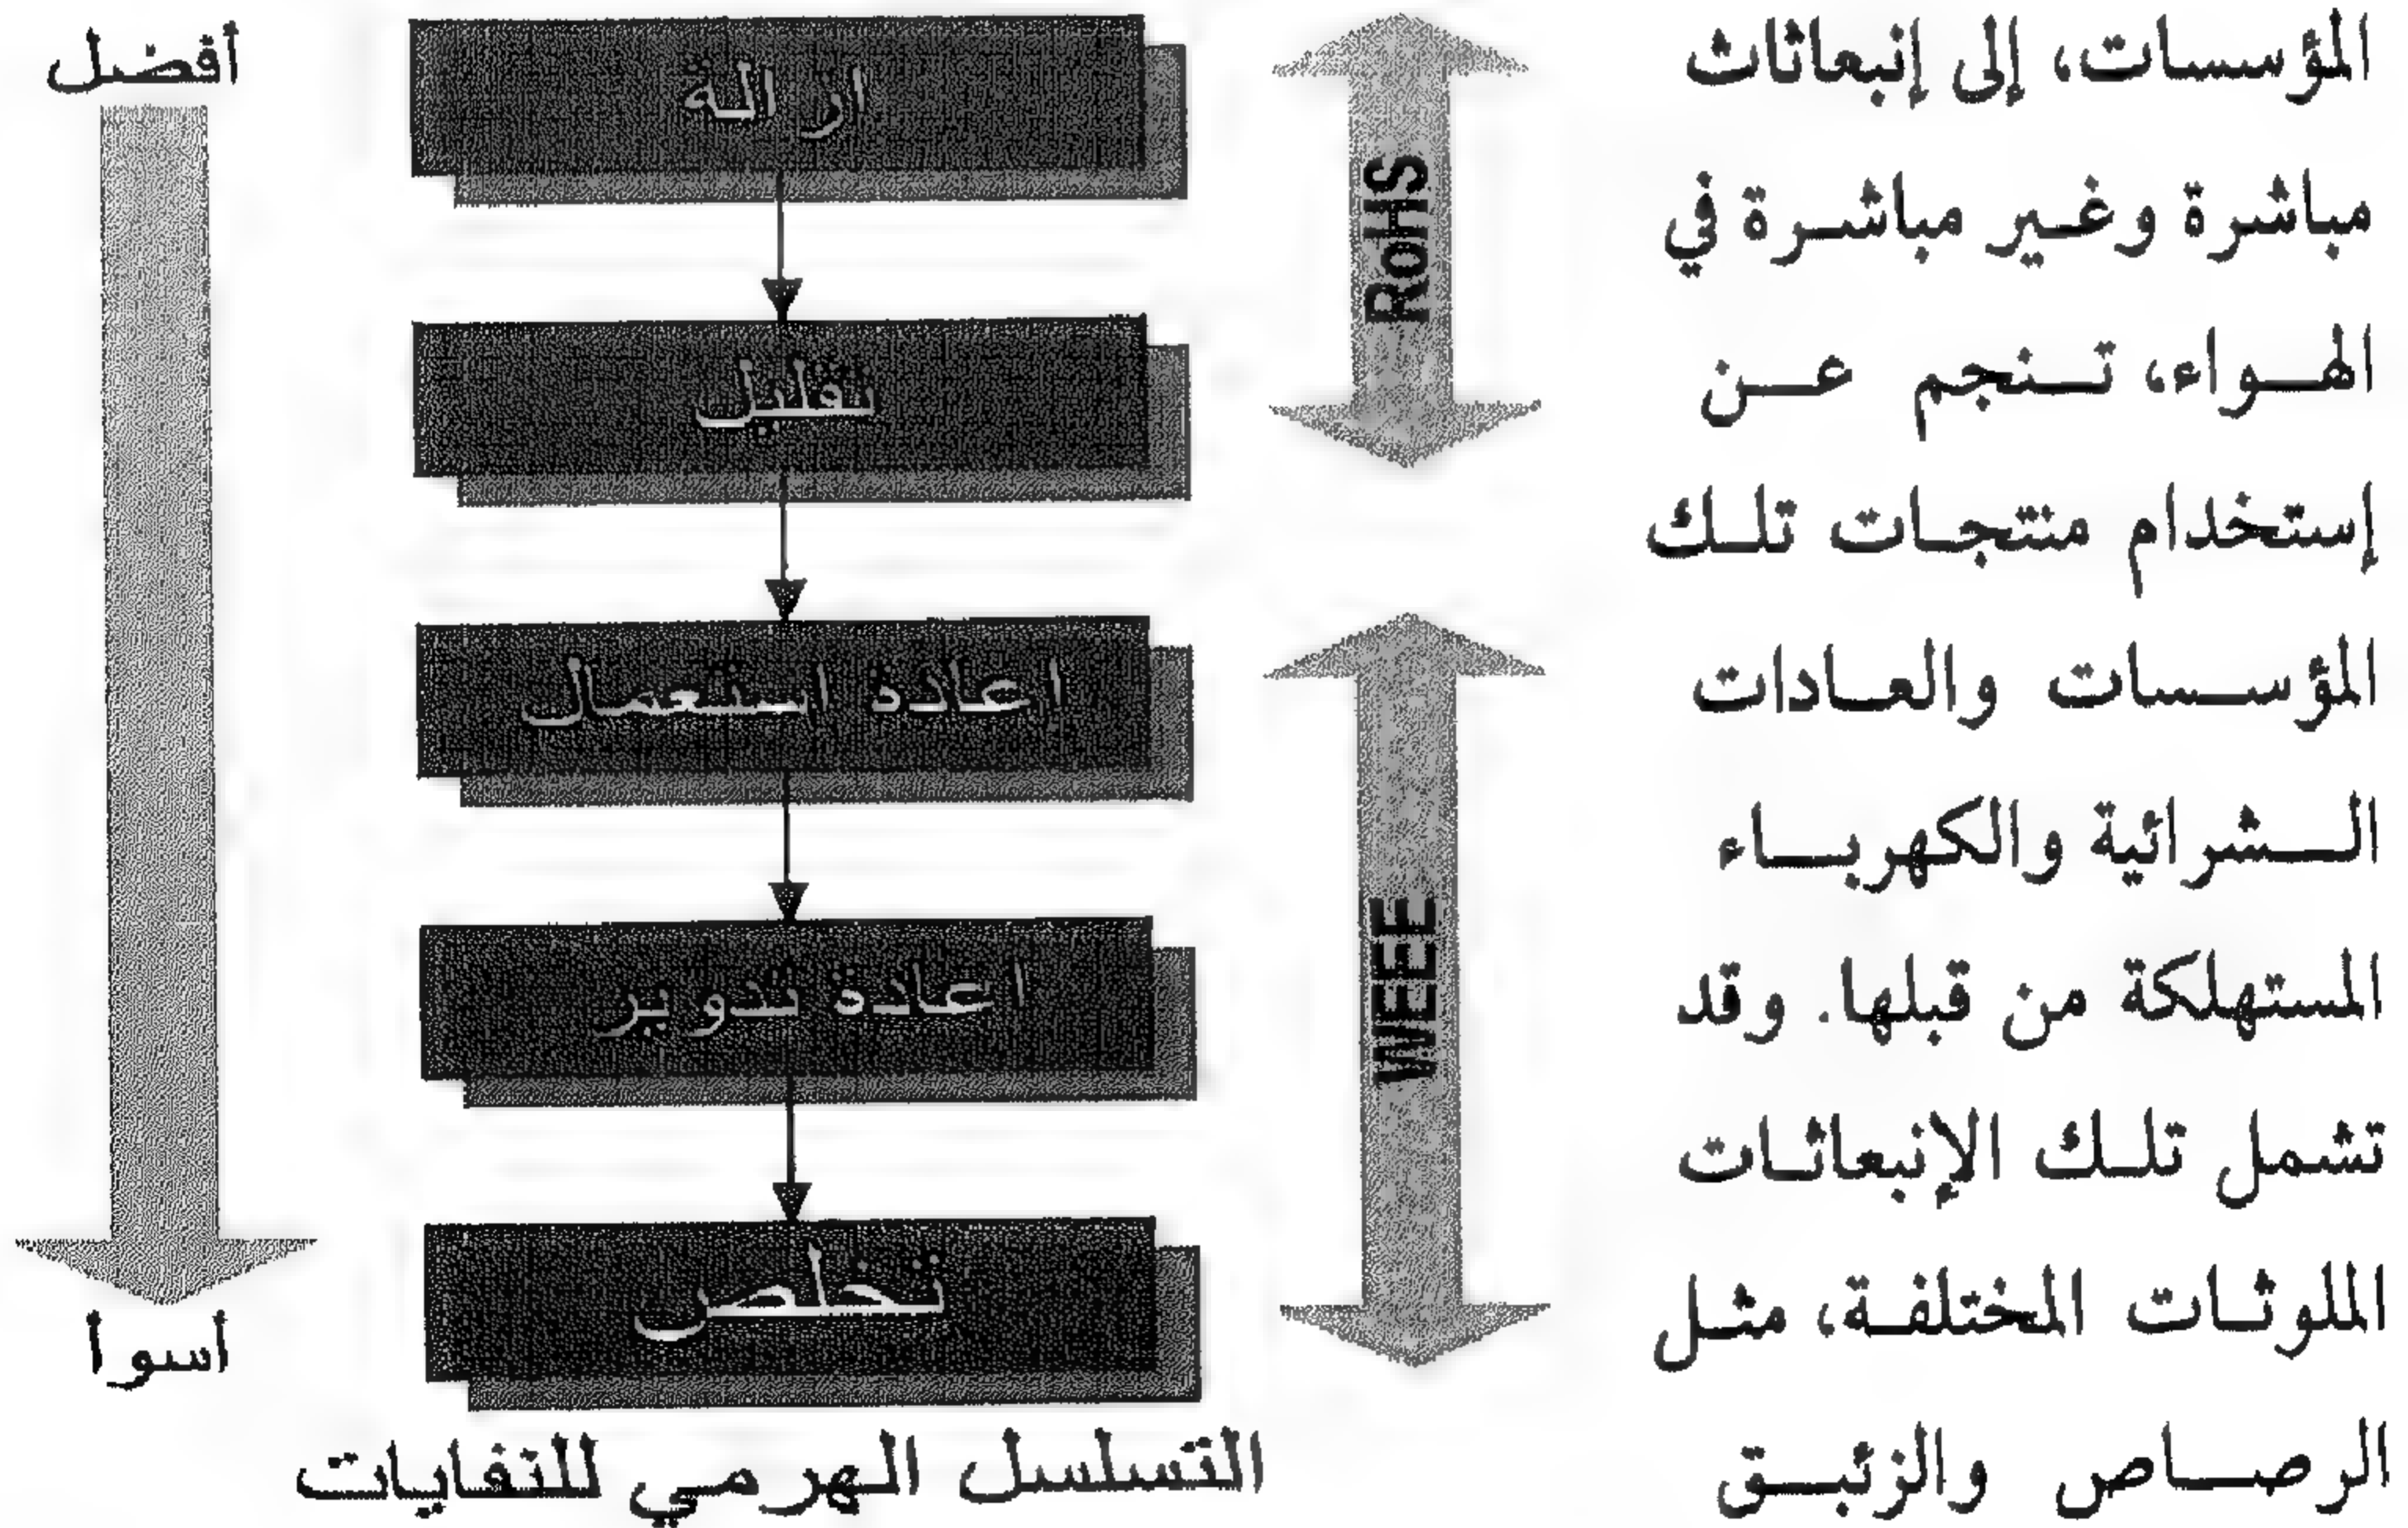 المؤسسات، إلى إنبعاثاث
مباشرة وغير مباشرة في
الهواء، تنجم عن
إستخدام منتجات تلك
المؤسسات والعادات
الشرائية والكهرباء
المستهلكة من قبلها. وقد
تشمل تلك الإنبعاثات
الملوثات المختلفة، مثل
الرصاص والزئبق
RoHS
WEEE
ازالة
تقليل
اعادة استعمال
اعادة تدوير
تخلص
أفضل
أسوأ
التسلسل الهرمي للنفايات